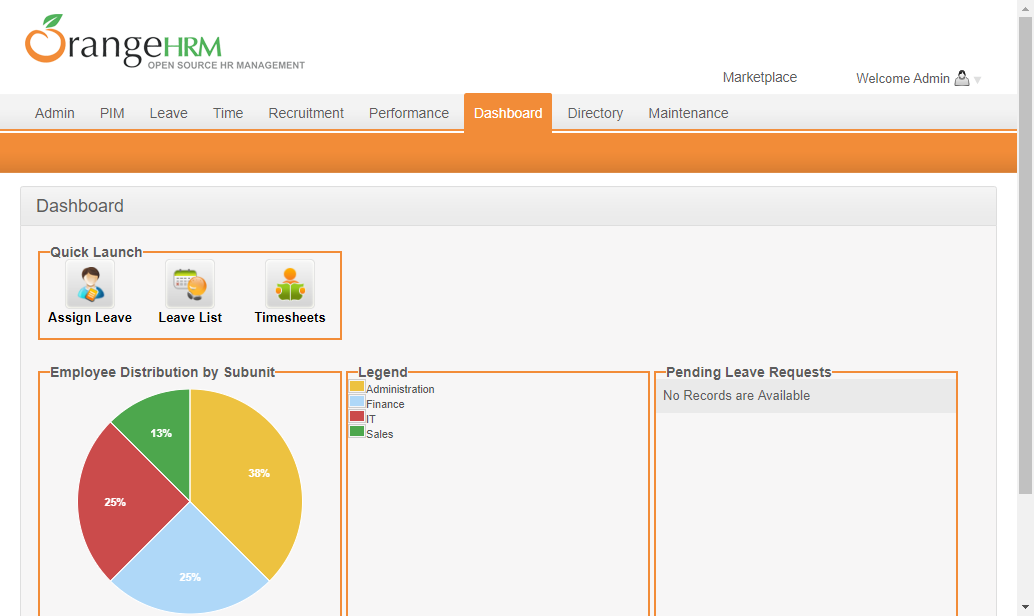 OrangeHRM
OPEN SOURCE HR MANAGEMENT
Marketplace
Welcome Admin
Admin
PIM
Leave
Time
Recruitment
Performance
Dashboard
Directory
Maintenance
Dashboard
Quick Launch
Assign Leave
Leave List
Timesheets
Employee Distribution by Subunit
13%
38%
25%
25%
Legend
Administration
Finance
IT
Sales
Pending Leave Requests
No Records are Available